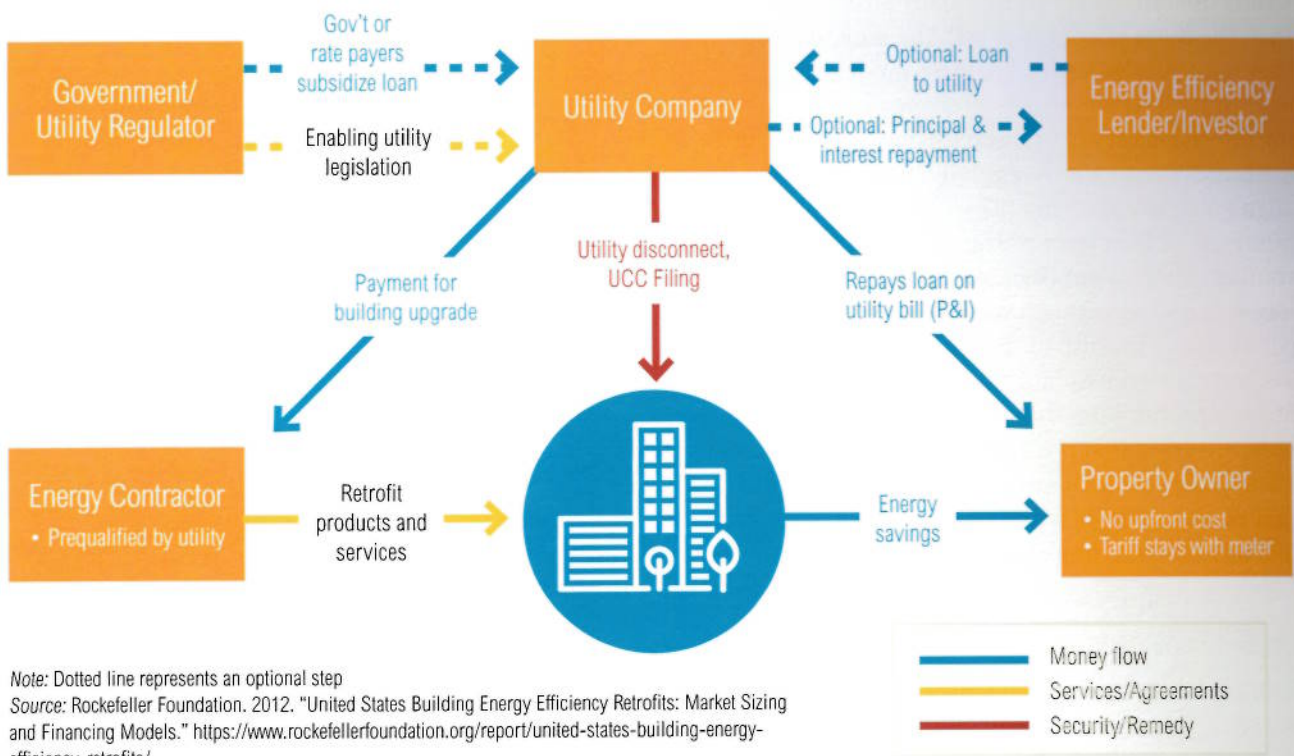 Gov't or
rate payers
subsidize loan
Government/
Utility Regulator
Enabling utility
legislation
Utility Company
Optional: Loan
to utility
Optional: Principal &
interest repayment
Energy Efficiency
Lender/Investor
Payment for
building upgrade
Utility disconnect,
UCC Filing
Repays loan on
utility bill (P&I)
Energy Contractor
• Prequalified by utility
Retrofit
products and
services
Energy
savings
Property Owner
• No upfront cost
• Tariff stays with meter
Note: Dotted line represents an optional step
Source: Rockefeller Foundation. 2012. “United States Building Energy Efficiency Retrofits: Market Sizing
and Financing Models.” https://www.rockefellerfoundation.org/report/united-states-building-energy-
efficiency-retrofits/
Money flow
Services/Agreements
Security/Remedy